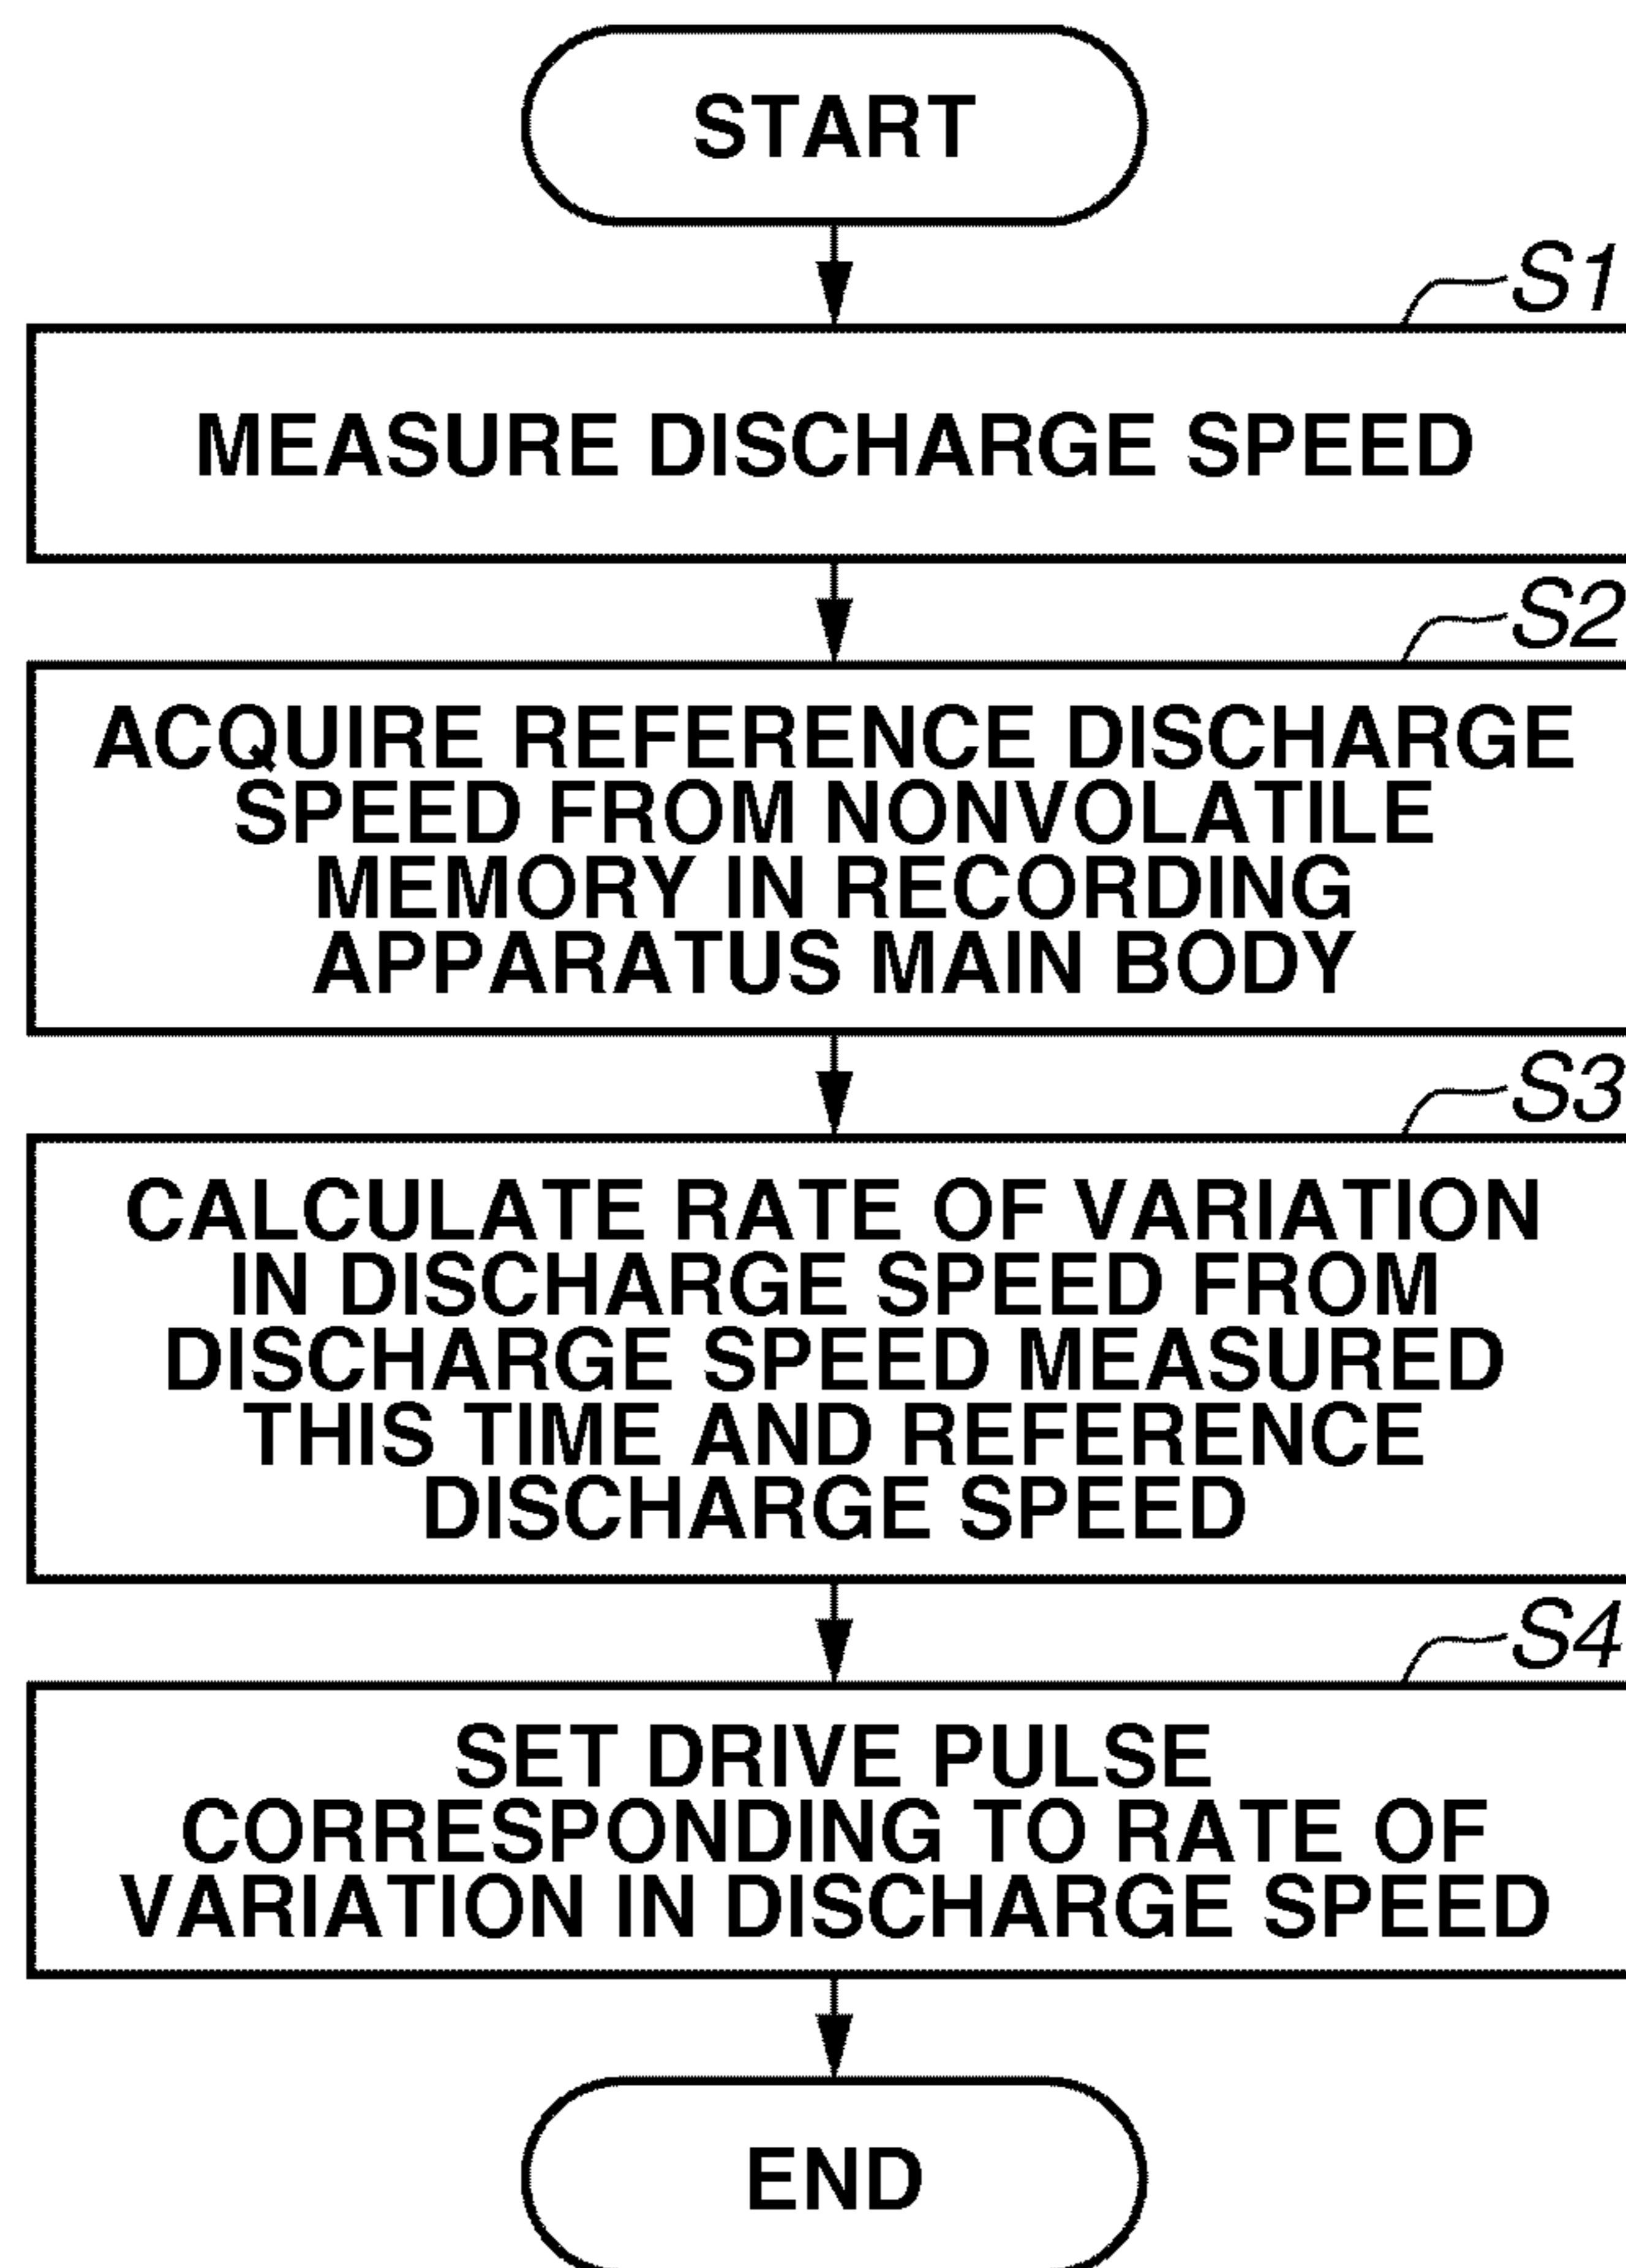 START
S1
MEASURE DISCHARGE SPEED
S2
ACQUIRE REFERENCE DISCHARGE
SPEED FROM NONVOLATILE
MEMORY IN RECORDING
APPARATUS MAIN BODY
S3
CALCULATE RATE OF VARIATION
IN DISCHARGE SPEED FROM
DISCHARGE SPEED MEASURED
THIS TIME AND REFERENCE
DISCHARGE SPEED
S4
SET DRIVE PULSE
CORRESPONDING TO RATE OF
VARIATION IN DISCHARGE SPEED
END